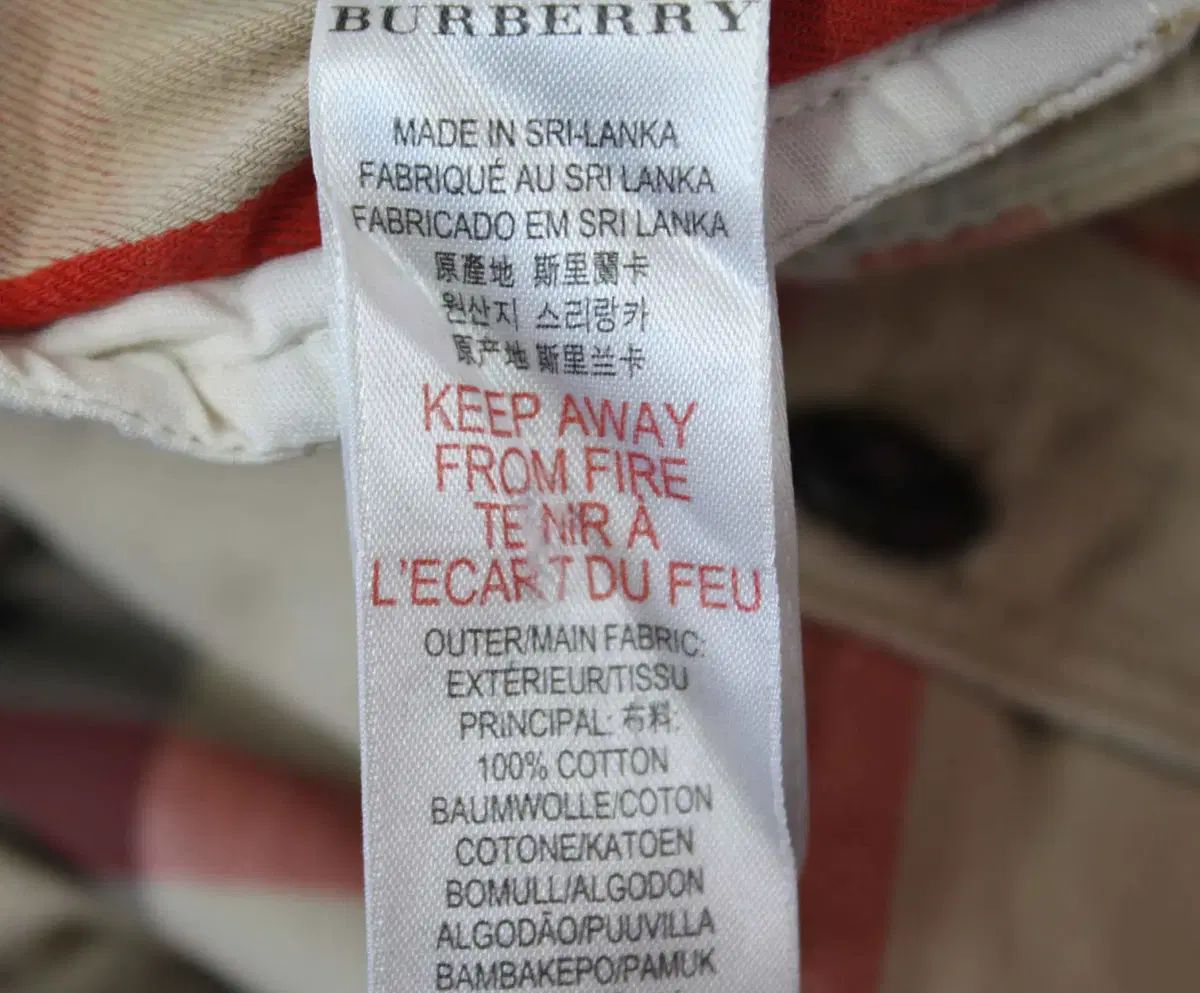 BURBERRY
MADE IN SRI-LANKA
FABRIQUÉ AU SRI LANKA
FABRICADO EM SRI LANKA
原產地 斯里蘭卡
원산지 스리랑카
原产地 斯里兰卡
KEEP AWAY
FROM FIRE
TENIR À
L'ECART DU FEU
OUTER/MAIN FABRIC:
EXTÉRIEUR/TISSU
PRINCIPAL: 布料:
100% COTTON
BAUMWOLLE/COTON
COTONE/KATOEN
BOMULL/ALGODON
ALGODÃO/PUUVILLA
BAMBAKEPO/PAMUK